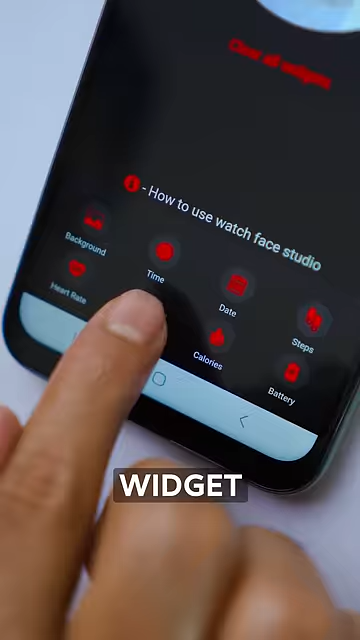 Clear all widgets
i - How to use watch face studio
Background
Time
Date
Steps
Heart Rate
Calories
Battery
WIDGET